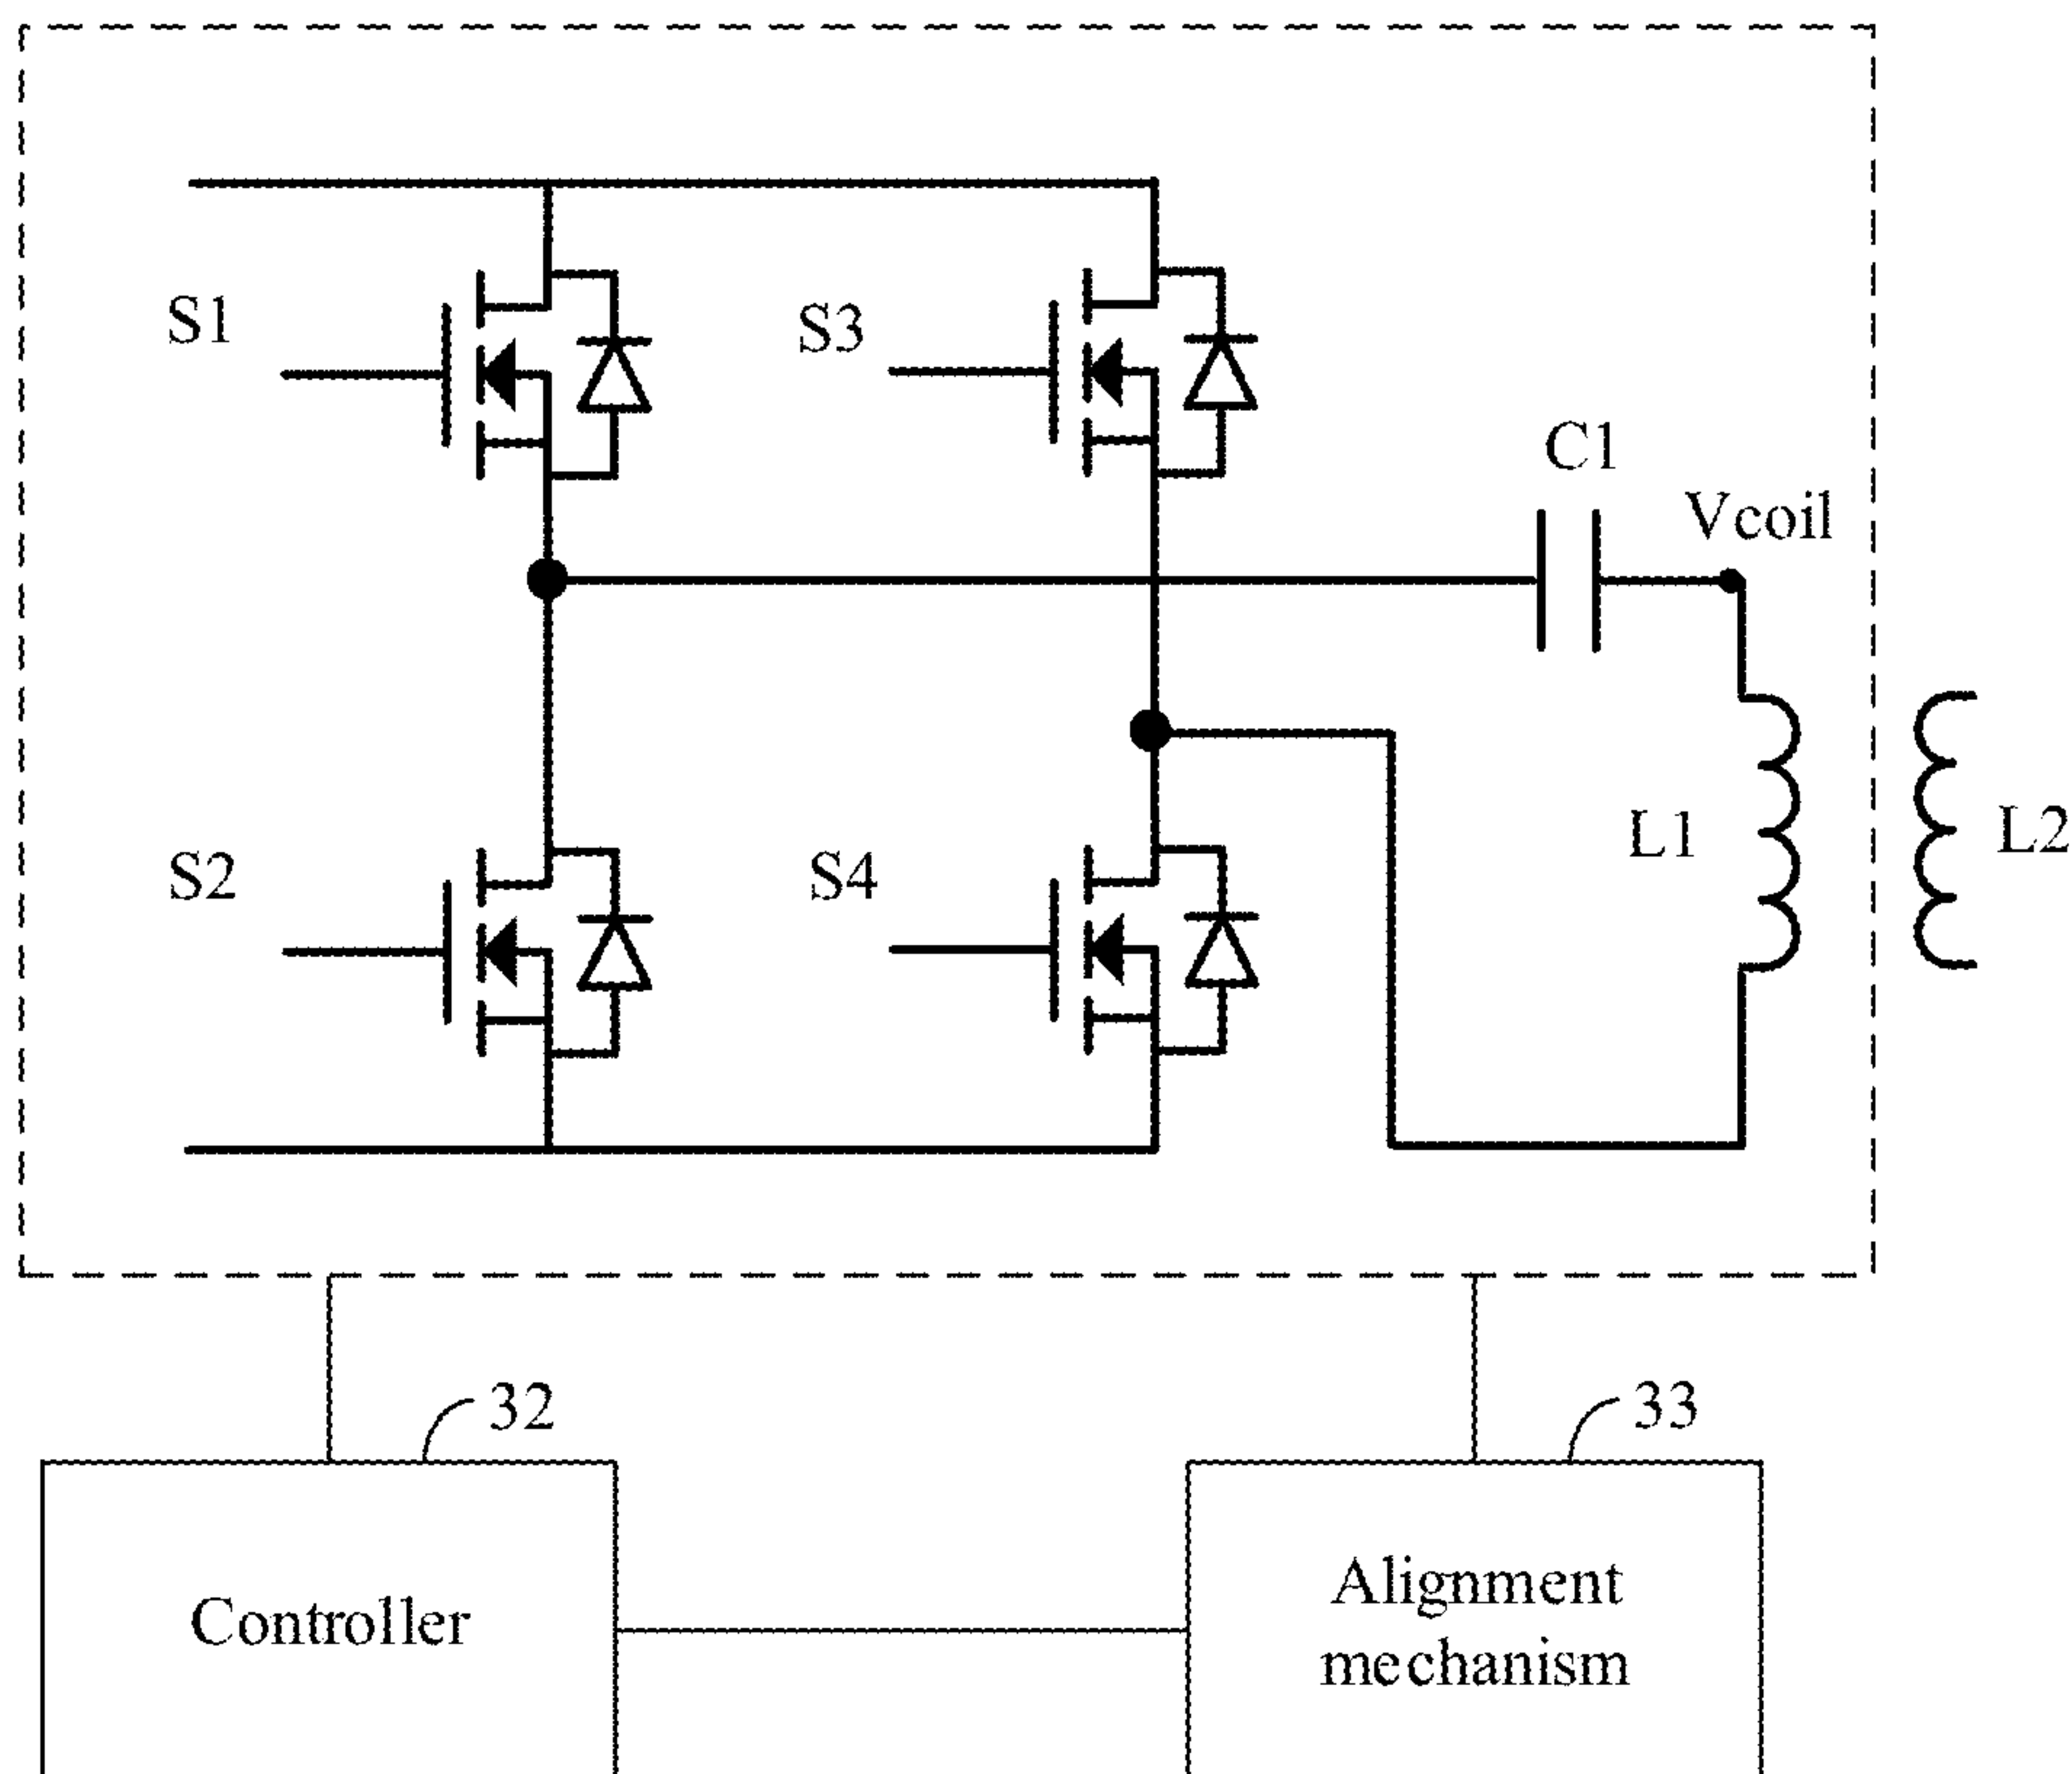 S1
S3
C1
Vcoil
S2
S4
L1
L2
32
33
Controller
Alignment
mechanism